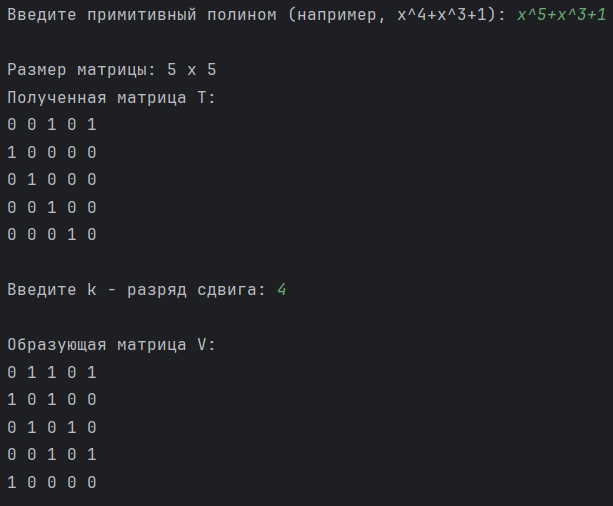 Введите примитивный полином (например, x^4+x^3+1): x^5+x^3+1
Размер матрицы: 5 x 5
Полученная матрица T:
0 0 1 0 1
1 0 0 0 0
0 1 0 0 0
0 0 1 0 0
0 0 0 1 0
Введите k - разряд сдвига: 4
Образующая матрица V:
0 1 1 0 1
1 0 1 0 0
0 1 0 1 0
0 0 1 0 1
1 0 0 0 0